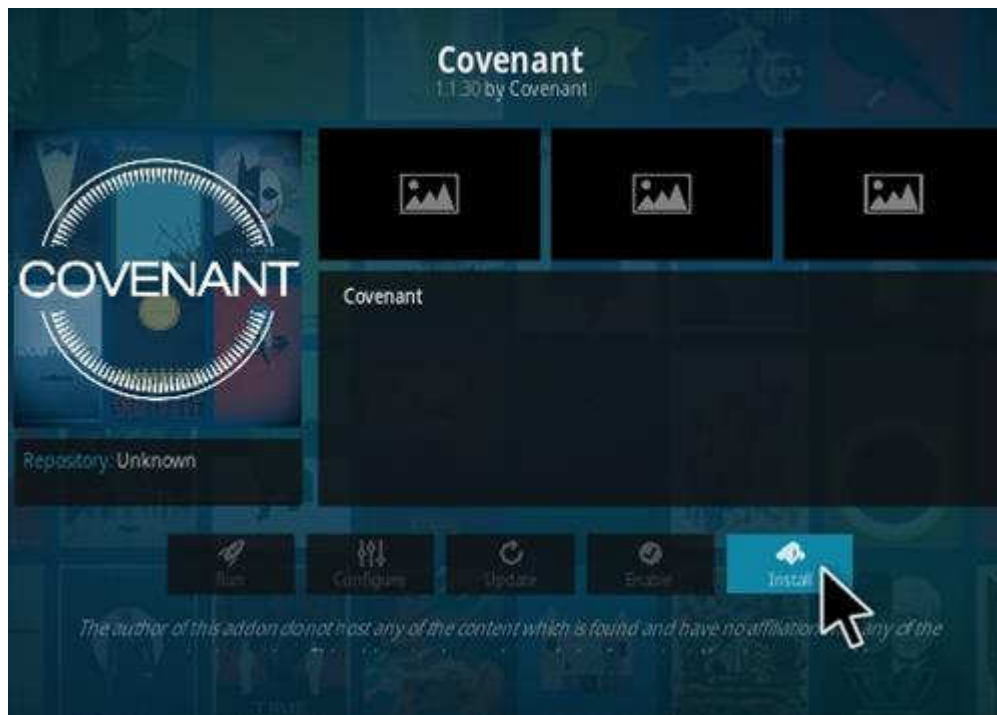 Covenant
1.1.30 by Covenant
COVENANT
Covenant
Repository: Unknown
Run
Configure
Update
Enable
Install
The author of this addon do not host any of the content which is found and have no affiliation any of the